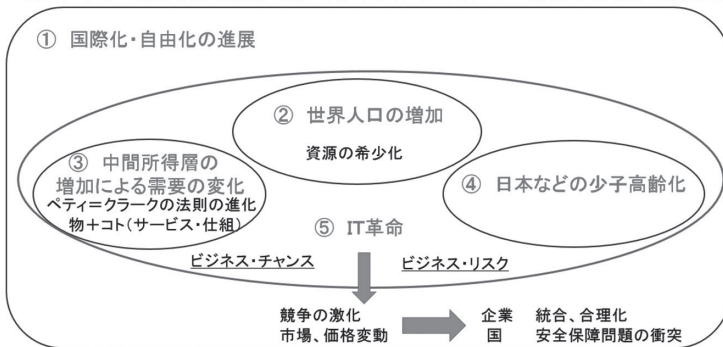 ① 国際化・自由化の進展
② 世界人口の増加
資源の希少化
③ 中間所得層の
増加による需要の変化
ペティ＝クラークの法則の進化
物＋コト（サービス・仕組）
④ 日本などの少子高齢化
⑤ IT革命
ビジネス・チャンス
ビジネス・リスク
競争の激化
市場、価格変動
企業 統合、合理化
国 安全保障問題の衝突